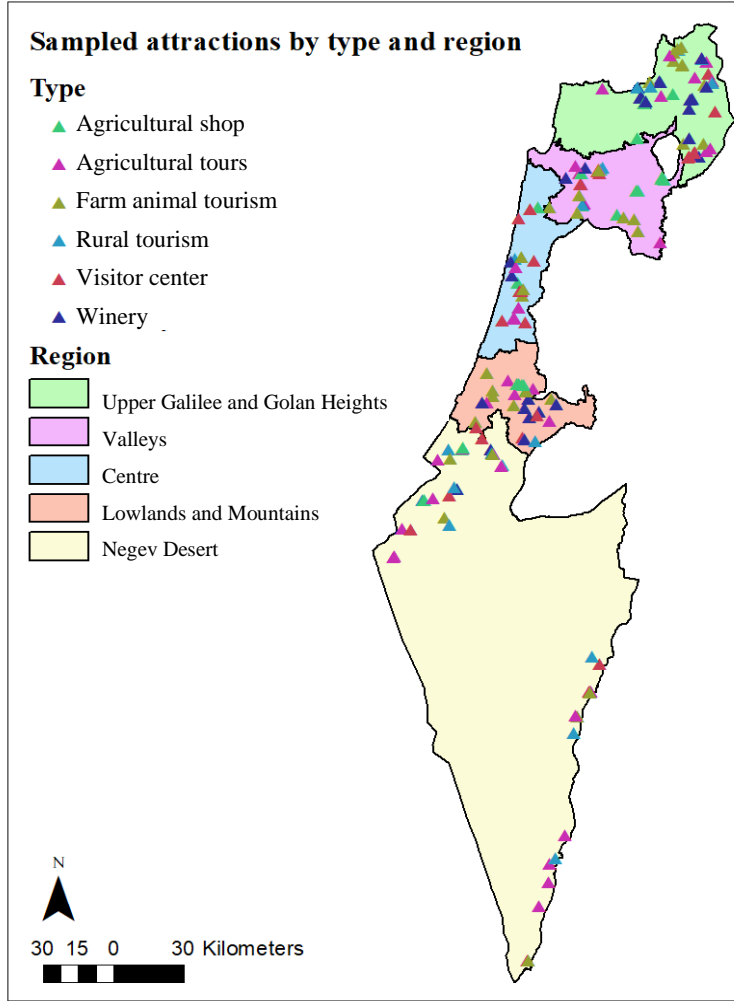 Sampled attractions by type and region
Type
Agricultural shop
Agricultural tours
Farm animal tourism
Rural tourism
Visitor center
Winery
Region
Upper Galilee and Golan Heights
Valleys
Centre
Lowlands and Mountains
Negev Desert
N
30 15 0 30 Kilometers